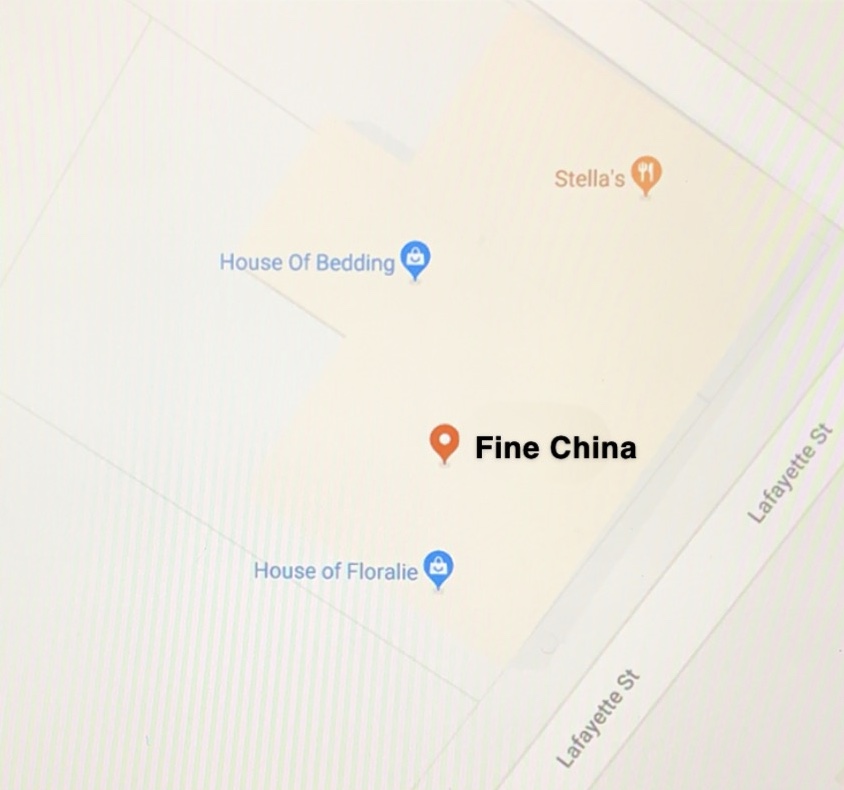 Stella's
House Of Bedding
Fine China
House of Floralie
Lafayette St
Lafayette St